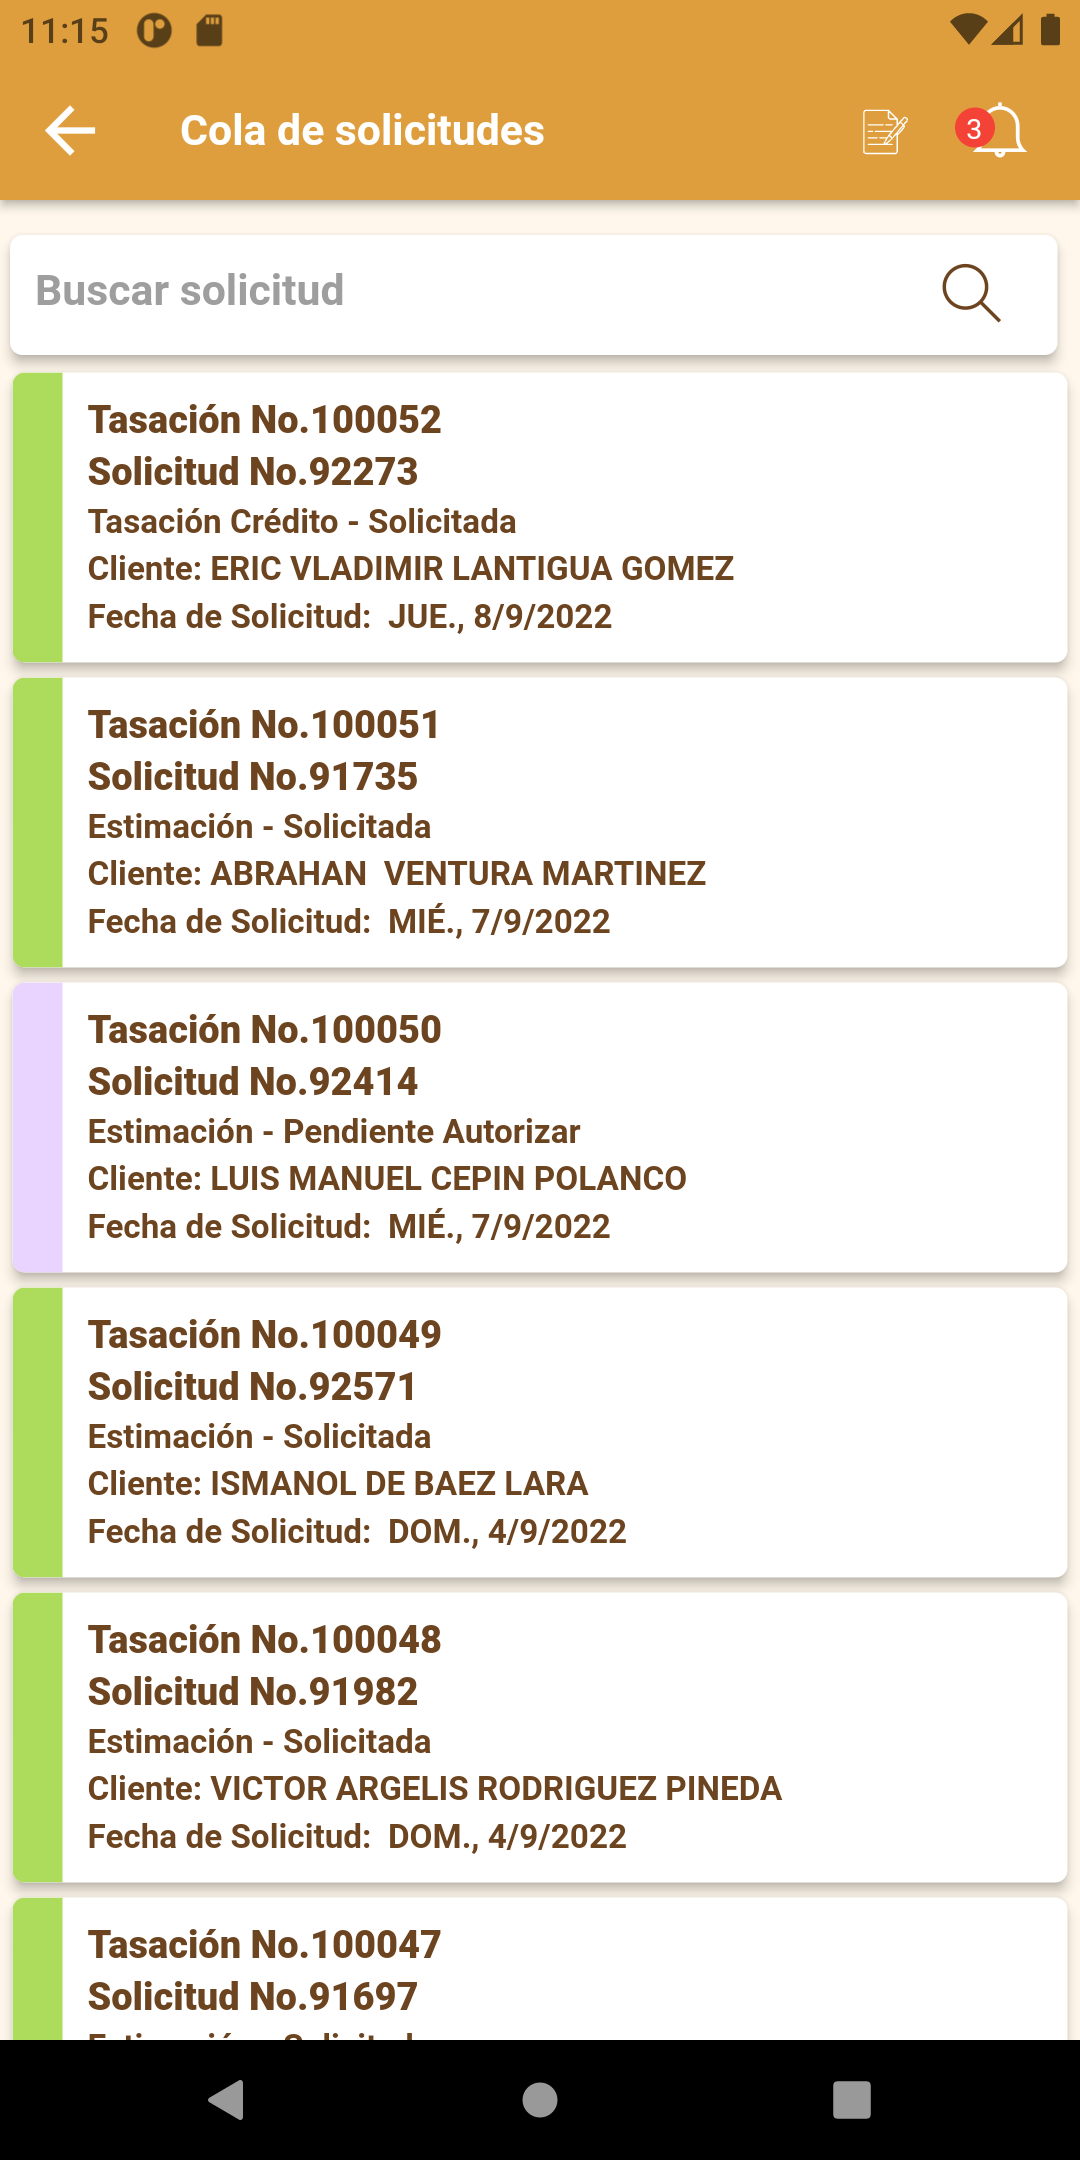 11:15
Cola de solicitudes
3
Buscar solicitud
Tasación No.100052
Solicitud No.92273
Tasación Crédito - Solicitada
Cliente: ERIC VLADIMIR LANTIGUA GOMEZ
Fecha de Solicitud:  JUE., 8/9/2022
Tasación No.100051
Solicitud No.91735
Estimación - Solicitada
Cliente: ABRAHAN  VENTURA MARTINEZ
Fecha de Solicitud:  MIÉ., 7/9/2022
Tasación No.100050
Solicitud No.92414
Estimación - Pendiente Autorizar
Cliente: LUIS MANUEL CEPIN POLANCO
Fecha de Solicitud:  MIÉ., 7/9/2022
Tasación No.100049
Solicitud No.92571
Estimación - Solicitada
Cliente: ISMANOL DE BAEZ LARA
Fecha de Solicitud:  DOM., 4/9/2022
Tasación No.100048
Solicitud No.91982
Estimación - Solicitada
Cliente: VICTOR ARGELIS RODRIGUEZ PINEDA
Fecha de Solicitud:  DOM., 4/9/2022
Tasación No.100047
Solicitud No.91697